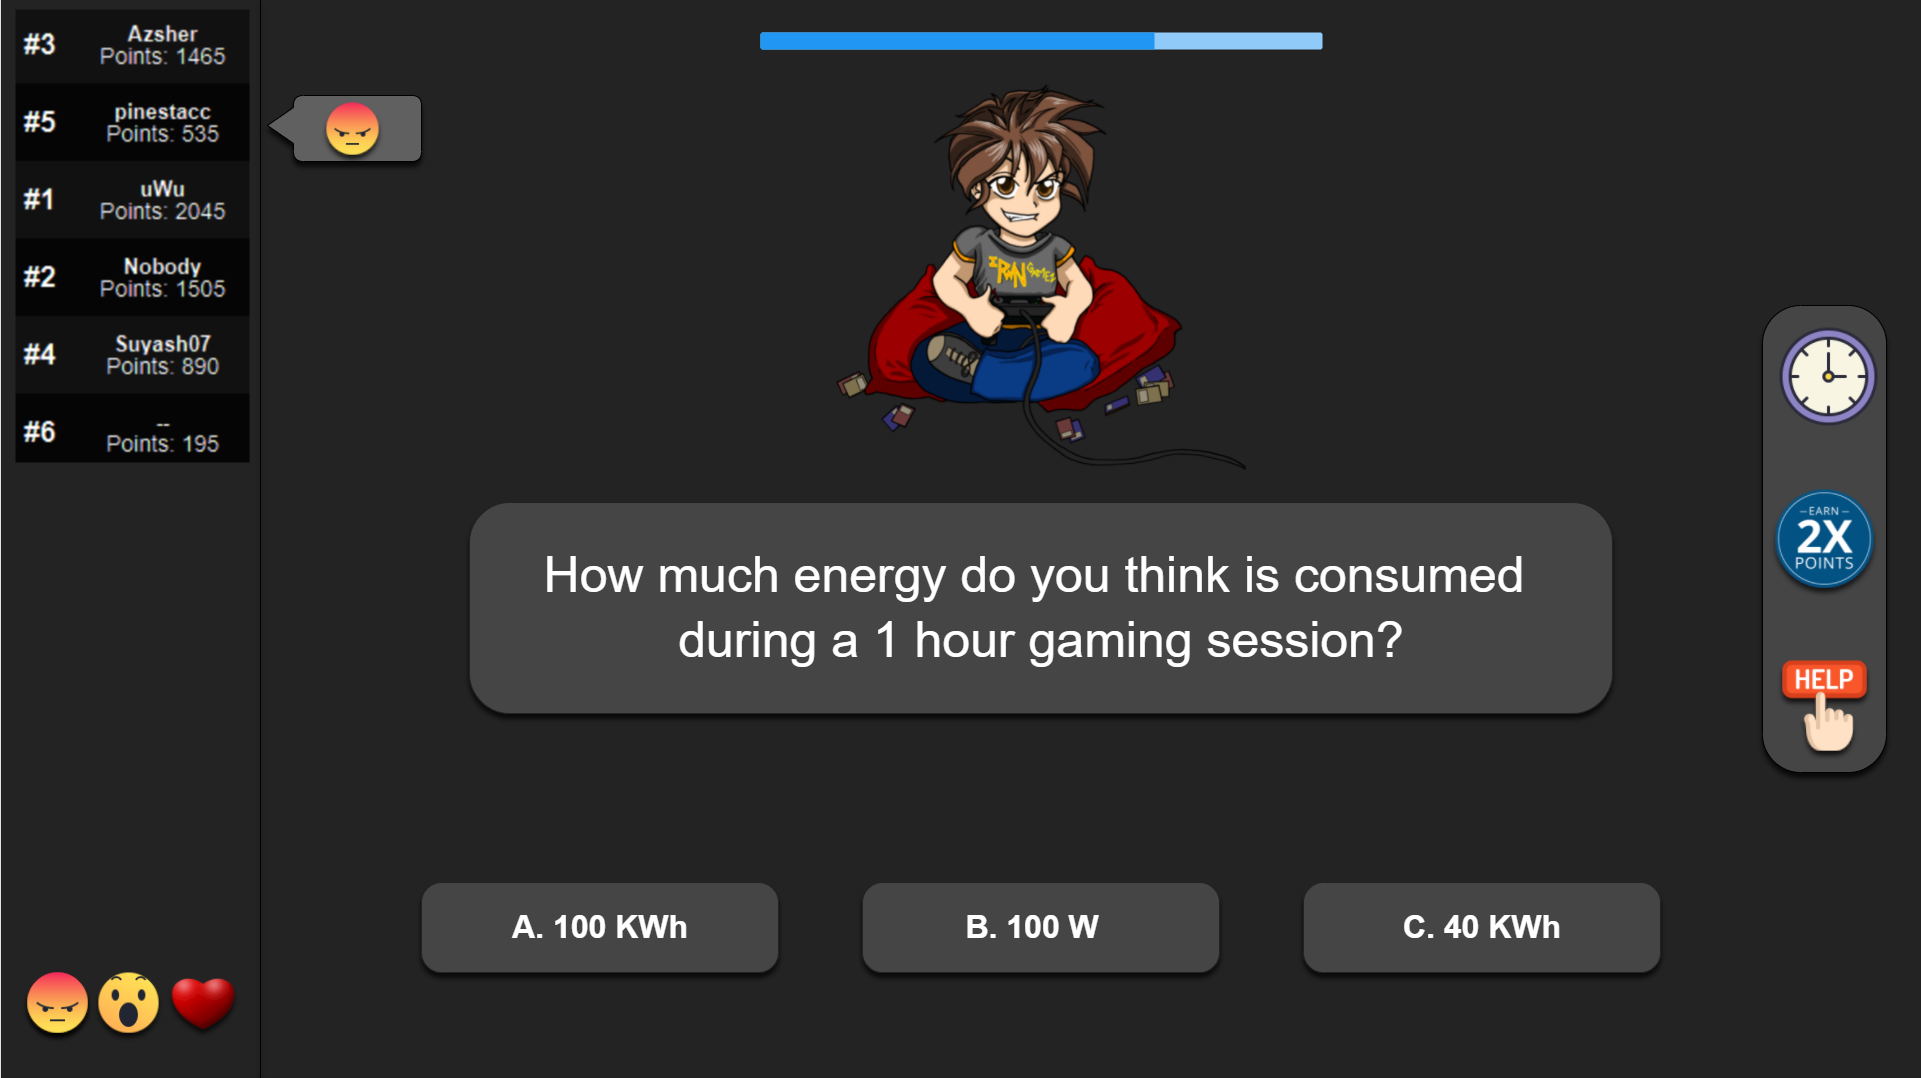 #3
Azsher
Points: 1465
#5
pinestacc
Points: 535
#1
uWu
Points: 2045
#2
Nobody
Points: 1505
#4
Suyash07
Points: 890
#6
--
Points: 195
I RUN GAMES
How much energy do you think is consumed
during a 1 hour gaming session?
EARN
2X
POINTS
HELP
A. 100 KWh
B. 100 W
C. 40 KWh